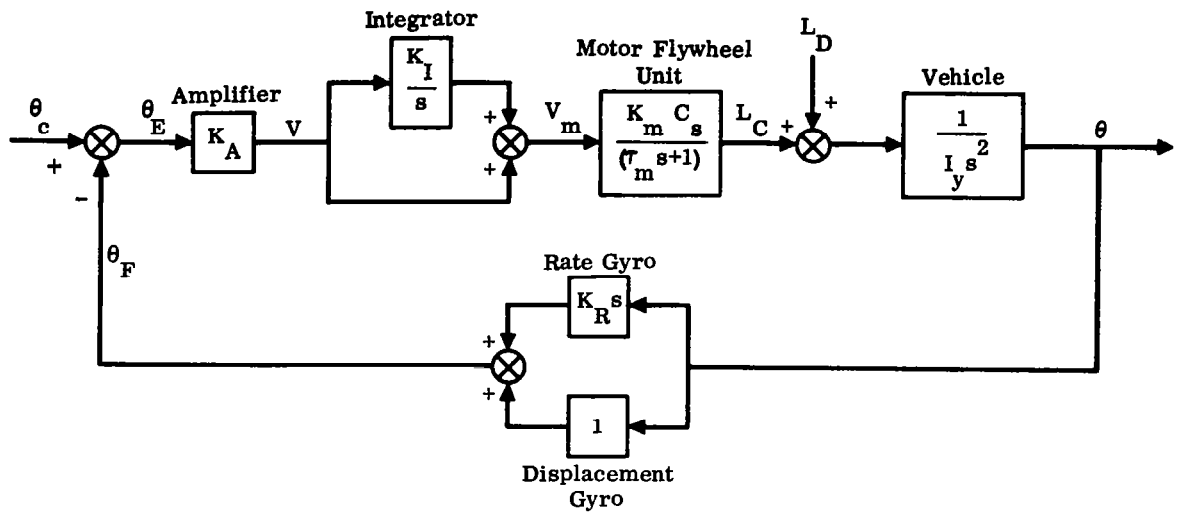 Integrator
K_I
s
Motor Flywheel
Unit
L_D
Vehicle
Amplifier
θ_c
+
-
θ_E
K_A
V
+
+
V_m
K_m C_s
(τ_m s+1)
L_C
+
+
1
I_y s²
θ
θ_F
Rate Gyro
K_R s
+
+
1
Displacement
Gyro